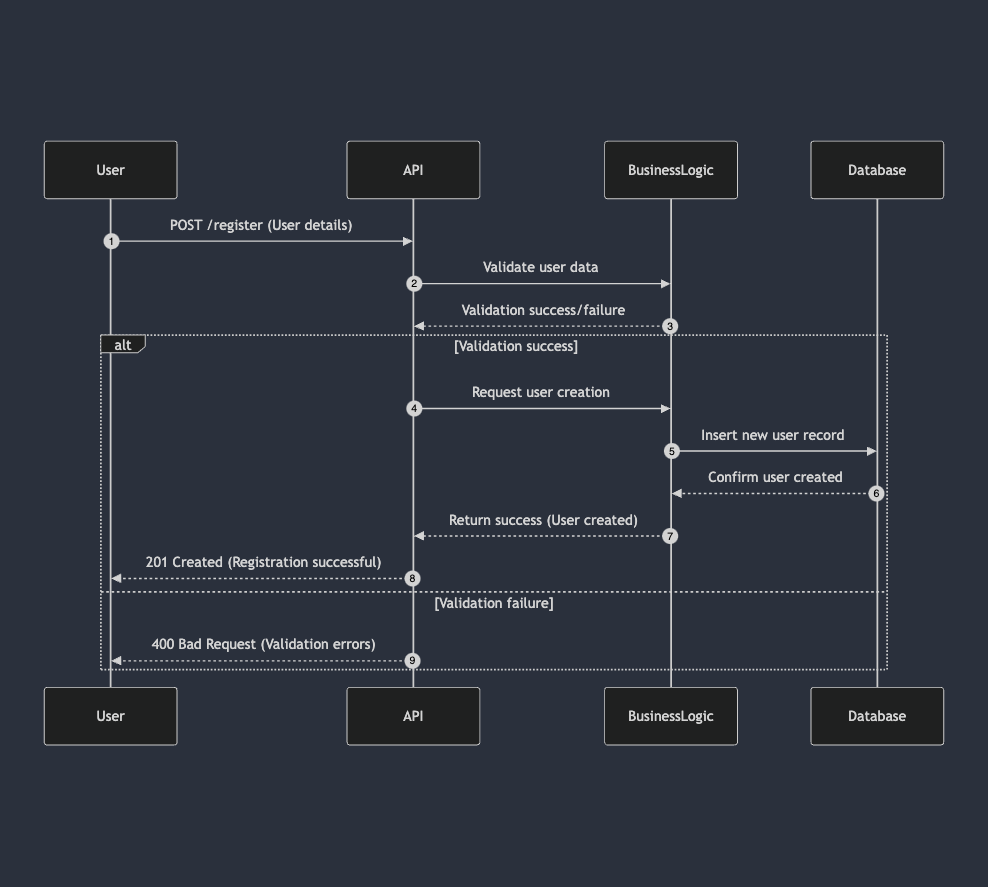 User
API
BusinessLogic
Database
POST /register (User details)
1
Validate user data
2
Validation success/failure
3
alt
[Validation success]
Request user creation
4
Insert new user record
5
Confirm user created
6
Return success (User created)
7
201 Created (Registration successful)
8
[Validation failure]
400 Bad Request (Validation errors)
9
User
API
BusinessLogic
Database